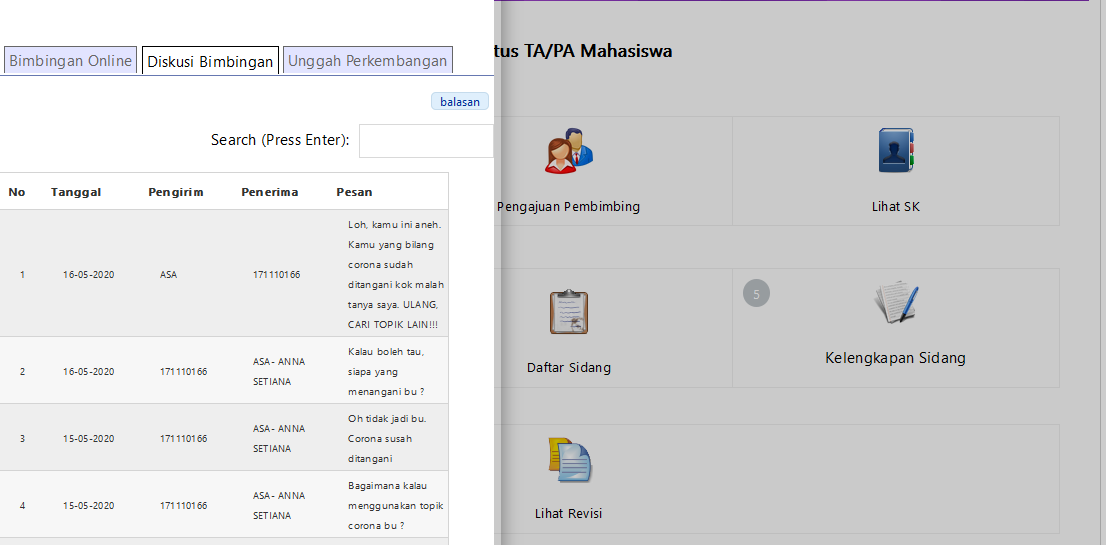 Bimbingan Online Diskusi Bimbingan Unggah Perkembangan
balasan
Search (Press Enter):
No Tanggal Pengirim Penerima Pesan
1 16-05-2020 ASA 171110166 Loh, kamu ini aneh.
Kamu yang bilang
corona sudah
ditangani kok malah
tanya saya. ULANG,
CARI TOPIK LAIN!!!
2 16-05-2020 171110166 ASA- ANNA
SETIANA
Kalau boleh tau,
siapa yang
menangani bu ?
3 15-05-2020 171110166 ASA- ANNA
SETIANA
Oh tidak jadi bu.
Corona susah
ditangani
4 15-05-2020 171110166 ASA- ANNA
SETIANA
Bagaimana kalau
menggunakan topik
corona bu ?
tus TA/PA Mahasiswa
Pengajuan Pembimbing
Lihat SK
Daftar Sidang
5
Kelengkapan Sidang
Lihat Revisi